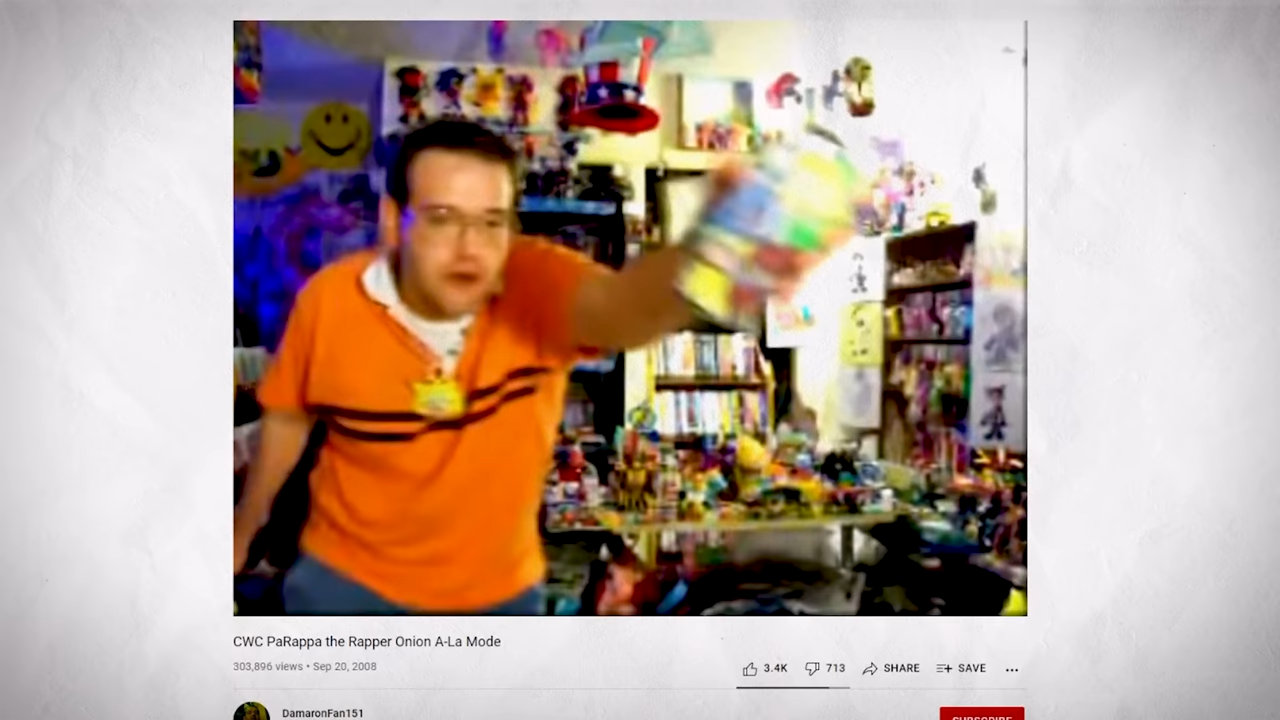 CWC PaRappa the Rapper Onion A-La Mode
303,896 views • Sep 20, 2008
3.4K 713 SHARE SAVE ...
DamaronFan151
SUBSCRIBE